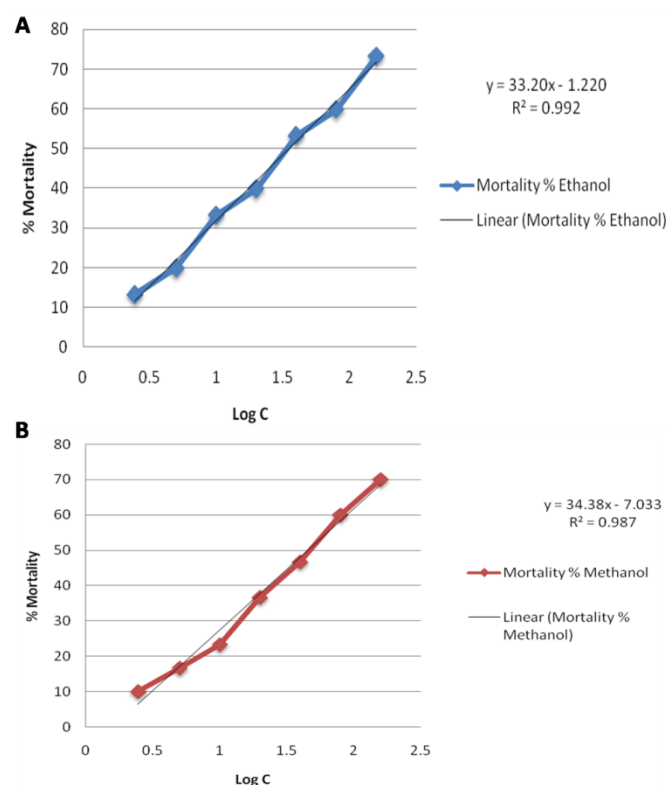 A
80
70
60
50
40
30
20
10
0
0
0.5
1
1.5
2
2.5
% Mortality
Log C
y = 33.20x - 1.220
R² = 0.992
Mortality % Ethanol
Linear (Mortality % Ethanol)
B
80
70
60
50
40
30
20
10
0
0
0.5
1
1.5
2
2.5
% Mortality
Log C
y = 34.38x - 7.033
R² = 0.987
Mortality % Methanol
Linear (Mortality %
Methanol)